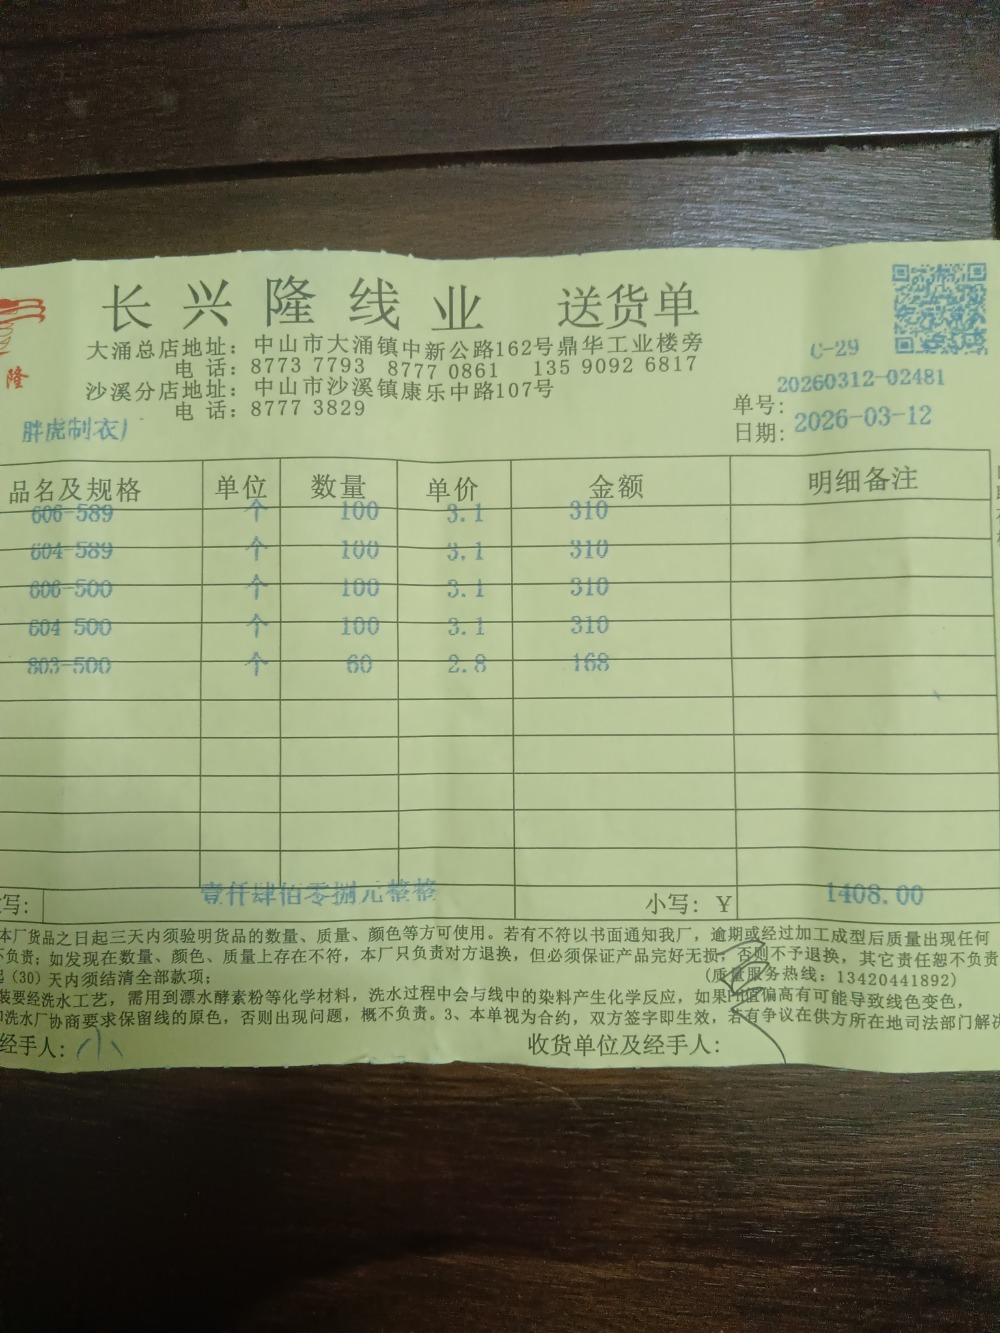 长兴隆线业 送货单
大涌总店地址：中山市大涌镇中新公路162号鼎华工业楼旁
电 话：8773 7793 8777 0861 135 9092 6817
沙溪分店地址：中山市沙溪镇康乐中路107号
电 话：8777 3829
隆
C-29
单号：20260312-02481
日期：2026-03-12
胖虎制衣厂
品名及规格 单位 数量 单价 金额 明细备注
606-589 个 100 3.1 310
604-589 个 100 3.1 310
606-500 个 100 3.1 310
604-500 个 100 3.1 310
803-500 个 60 2.8 168
写： 壹仟肆佰零捌元整整 小写：￥ 1408.00
本厂货品之日起三天内须验明货品的数量、质量、颜色等方可使用。若有不符以书面通知我厂，逾期或经过加工成型后质量出现任何
不负责；如发现在数量、颜色、质量上存在不符，本厂只负责对方退换，但必须保证产品完好无损，否则不予退换，其它责任恕不负责
起（30）天内须结清全部款项； （质量服务热线：13420441892）
装要经洗水工艺，需用到漂水酵素粉等化学材料，洗水过程中会与线中的染料产生化学反应，如果PH值偏高有可能导致线色变色，
和洗水厂协商要求保留线的原色，否则出现问题，概不负责。3、本单视为合约，双方签字即生效，若有争议在供方所在地司法部门解决
经手人：小 收货单位及经手人：